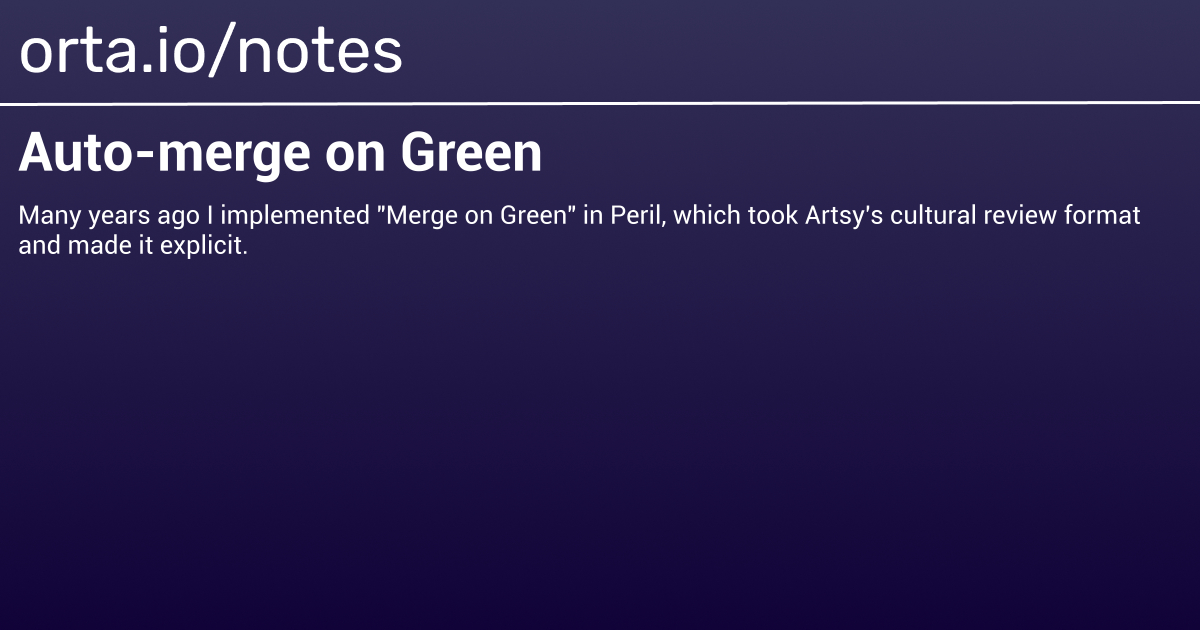 orta.io/notes
Auto-merge on Green
Many years ago I implemented "Merge on Green" in Peril, which took Artsy's cultural review format
and made it explicit.